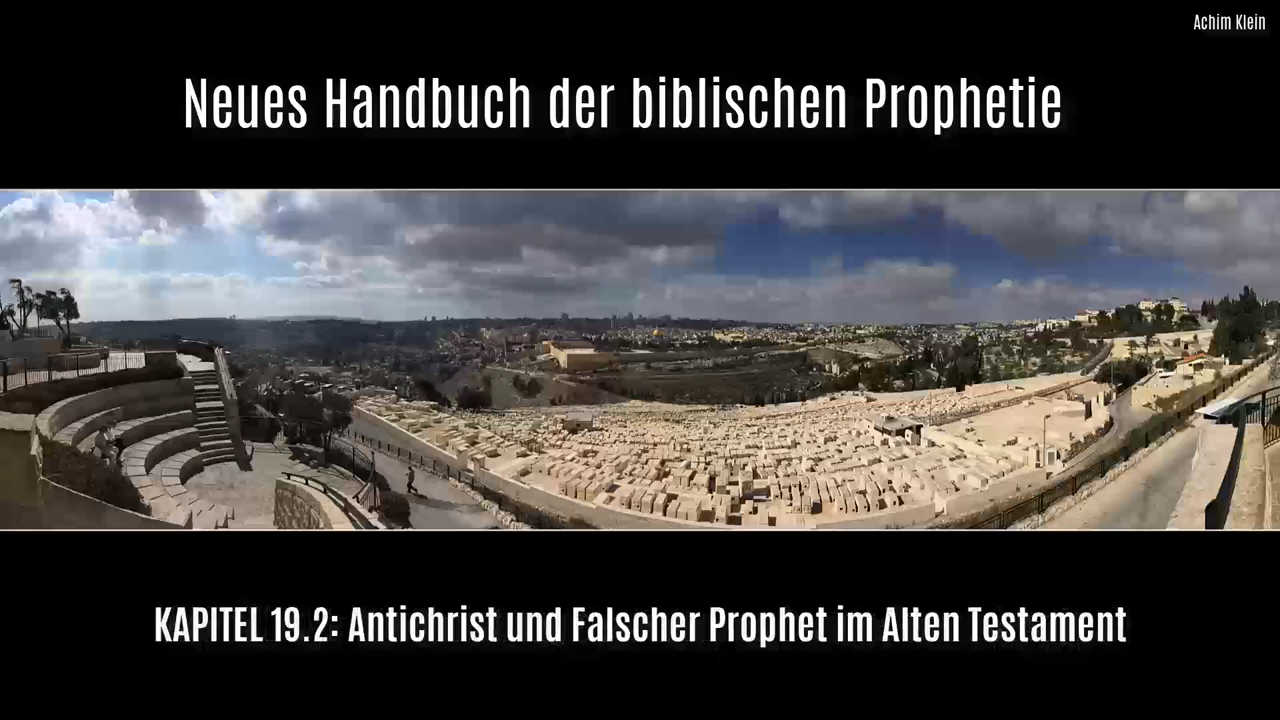 Achim Klein
Neues Handbuch der biblischen Prophetie
KAPITEL 19.2: Antichrist und Falscher Prophet im Alten Testament